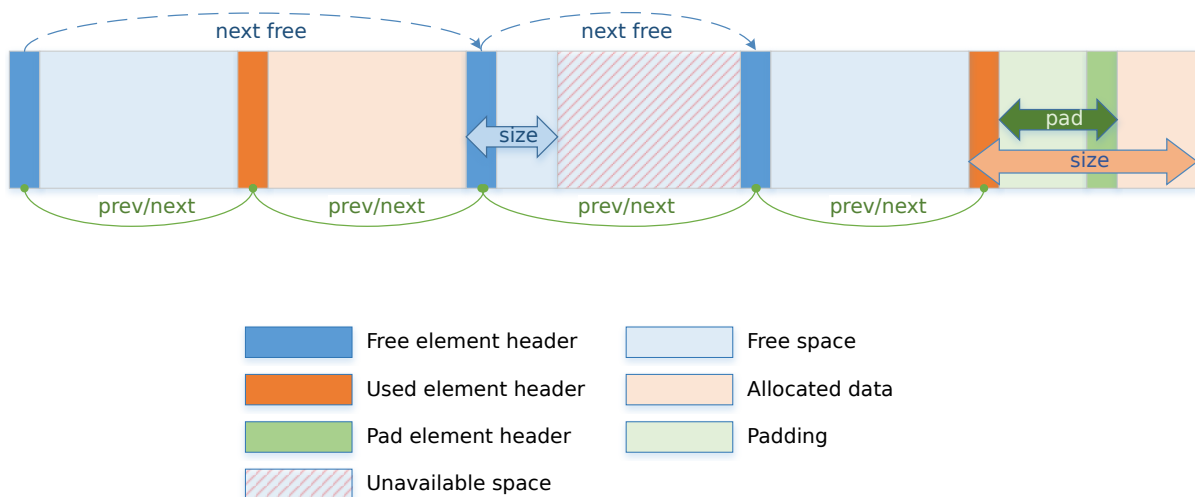 next free
next free
size
pad
size
prev/next
prev/next
prev/next
prev/next
Free element header
Free space
Used element header
Allocated data
Pad element header
Padding
Unavailable space